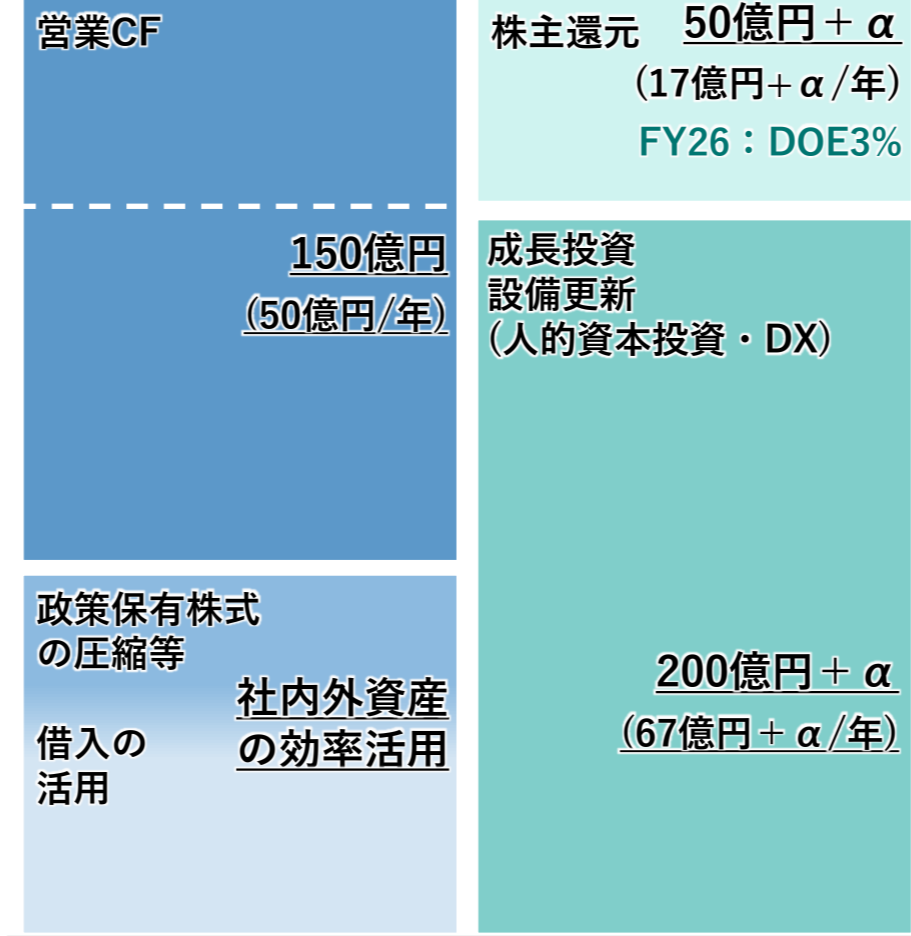 営業CF
150億円
(50億円/年)
政策保有株式
の圧縮等
社内外資産
の効率活用
借入の
活用
株主還元 50億円+α
(17億円+α/年)
FY26:DOE3%
成長投資
設備更新
(人的資本投資・DX)
200億円+α
(67億円+α/年)